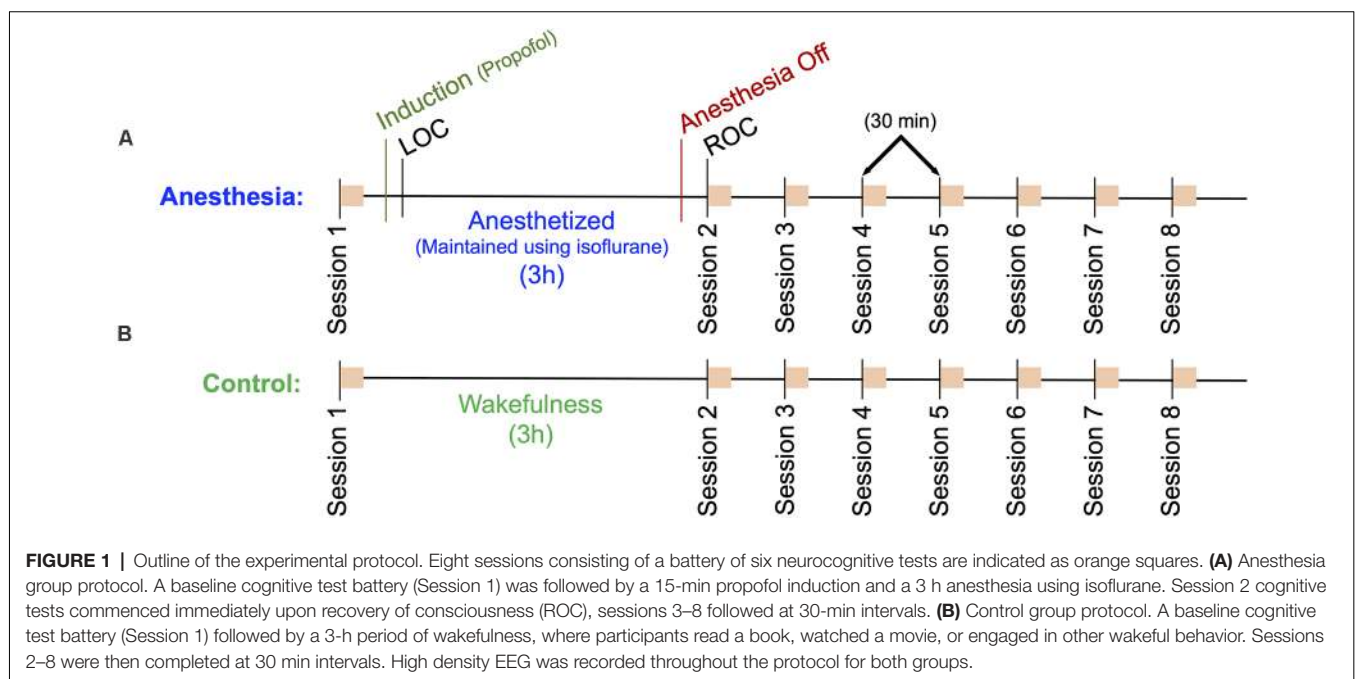 Induction (Propofol)
LOC
Anesthesia Off
ROC
(30 min)
A
Anesthesia:
Anesthetized
(Maintained using isoflurane)
(3h)
Session 1
Session 2
Session 3
Session 4
Session 5
Session 6
Session 7
Session 8
B
Control:
Wakefulness
(3h)
Session 1
Session 2
Session 3
Session 4
Session 5
Session 6
Session 7
Session 8
FIGURE 1 | Outline of the experimental protocol. Eight sessions consisting of a battery of six neurocognitive tests are indicated as orange squares. (A) Anesthesia
group protocol. A baseline cognitive test battery (Session 1) was followed by a 15-min propofol induction and a 3 h anesthesia using isoflurane. Session 2 cognitive
tests commenced immediately upon recovery of consciousness (ROC), sessions 3–8 followed at 30-min intervals. (B) Control group protocol. A baseline cognitive
test battery (Session 1) followed by a 3-h period of wakefulness, where participants read a book, watched a movie, or engaged in other wakeful behavior. Sessions
2–8 were then completed at 30 min intervals. High density EEG was recorded throughout the protocol for both groups.